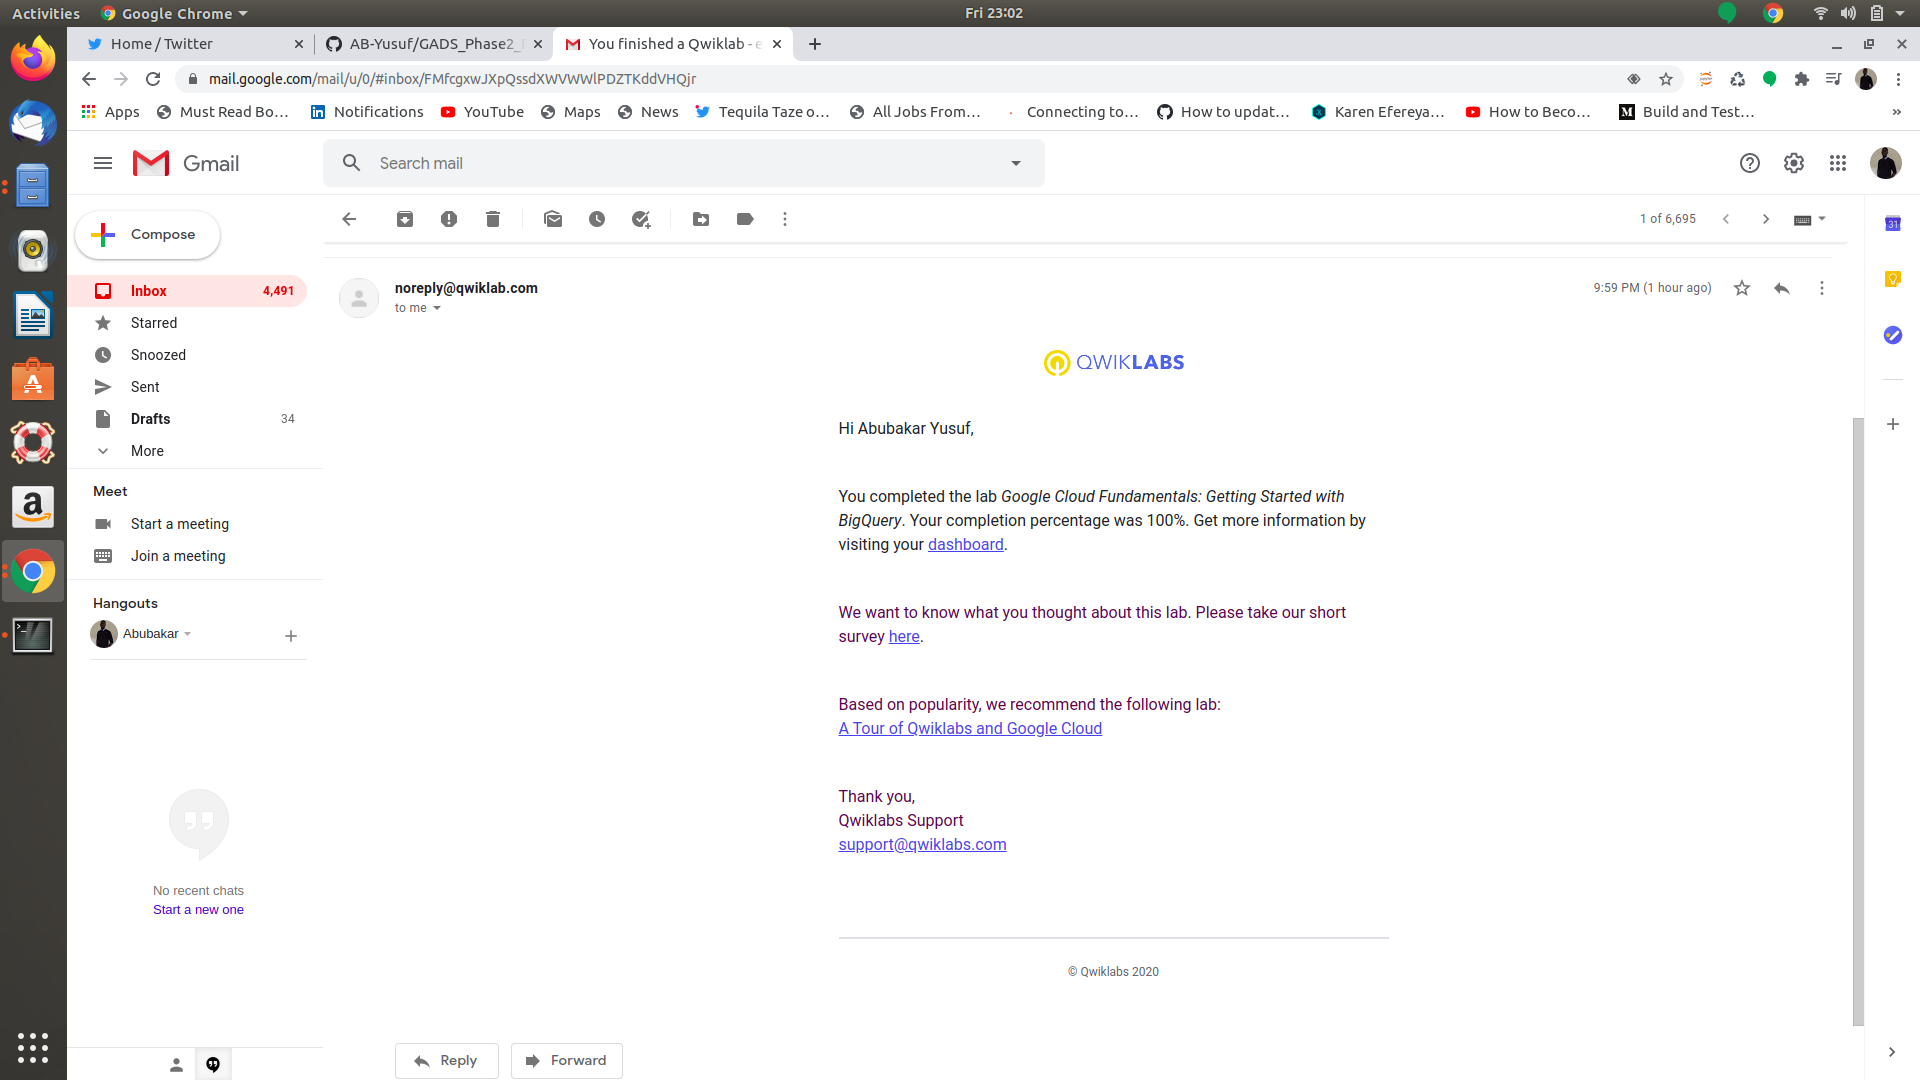 Activities Google Chrome Fri 23:02
Home / Twitter AB-Yusuf/GADS_Phase2_ You finished a Qwiklab - e
mail.google.com/mail/u/0/#inbox/FMfcgxwJXpQssdXWVWWlPDZTKddVHQjr
Apps Must Read Bo... Notifications YouTube Maps News Tequila Taze o... All Jobs From... Connecting to... How to updat... Karen Efereya... How to Beco... Build and Test... »
Gmail Search mail
Compose 1 of 6,695
Inbox 4,491
Starred
Snoozed
Sent
Drafts 34
More
Meet
Start a meeting
Join a meeting
Hangouts
Abubakar
No recent chats
Start a new one
noreply@qwiklab.com 9:59 PM (1 hour ago)
to me
QWIKLABS
Hi Abubakar Yusuf,
You completed the lab Google Cloud Fundamentals: Getting Started with
BigQuery. Your completion percentage was 100%. Get more information by
visiting your dashboard.
We want to know what you thought about this lab. Please take our short
survey here.
Based on popularity, we recommend the following lab:
A Tour of Qwiklabs and Google Cloud
Thank you,
Qwiklabs Support
support@qwiklabs.com
© Qwiklabs 2020
Reply Forward
31